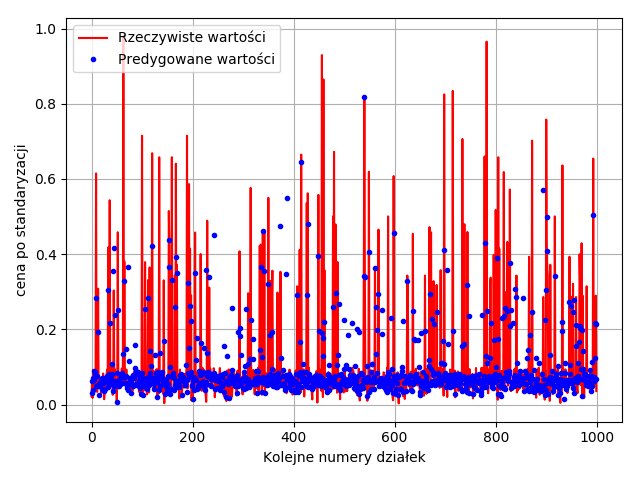 Rzeczywiste wartości
Predygowane wartości
cena po standaryzacji
1.0
0.8
0.6
0.4
0.2
0.0
0 200 400 600 800 1000
Kolejne numery działek